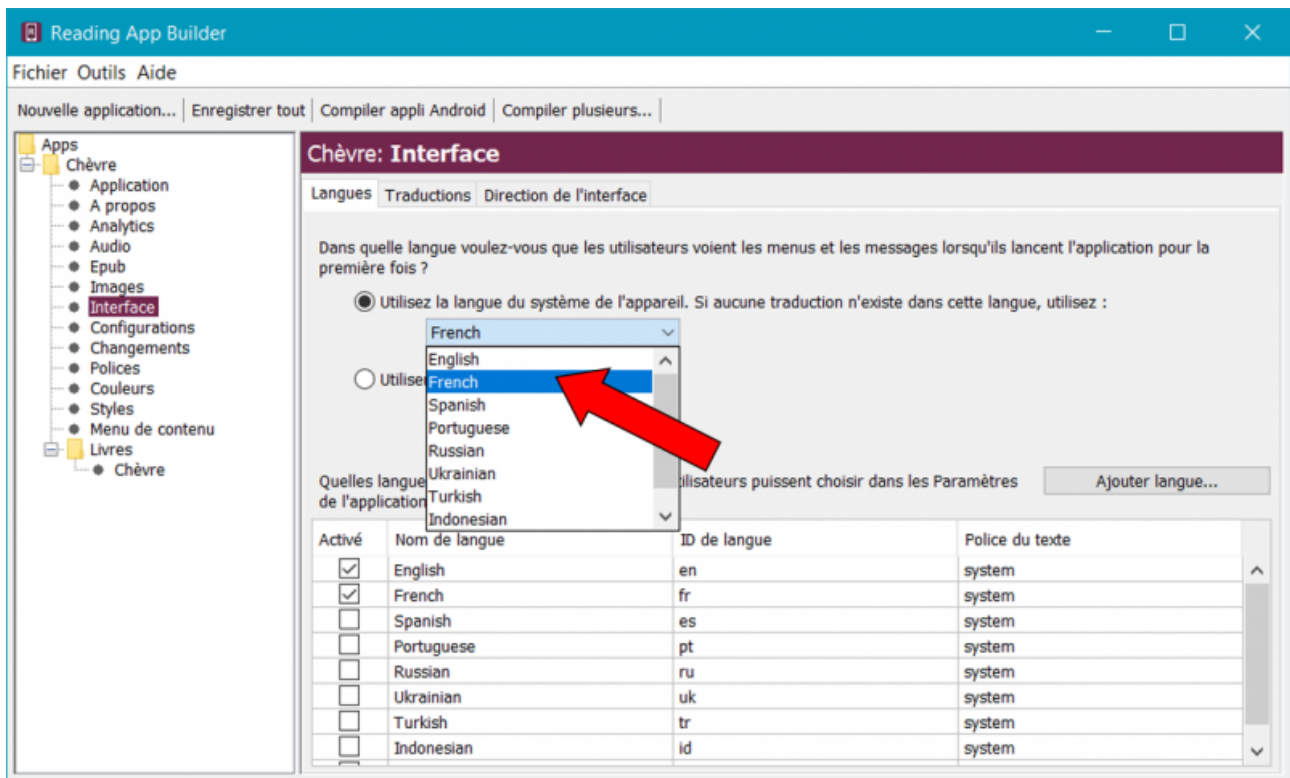 Reading App Builder
Fichier Outils Aide
Nouvelle application... Enregistrer tout Compiler appli Android Compiler plusieurs...
Apps
Chèvre
Application
A propos
Analytics
Audio
Epub
Images
Interface
Configurations
Changements
Polices
Couleurs
Styles
Menu de contenu
Livres
Chèvre
Chèvre: Interface
Langues Traductions Direction de l'interface
Dans quelle langue voulez-vous que les utilisateurs voient les menus et les messages lorsqu'ils lancent l'application pour la
première fois ?
Utilisez la langue du système de l'appareil. Si aucune traduction n'existe dans cette langue, utilisez :
French
English
French
Spanish
Portuguese
Russian
Ukrainian
Turkish
Indonesian
Quelles puissent choisir dans les Paramètres
de l'application
Ajouter langue...
Activé Nom de langue ID de langue Police du texte
English en system
French fr system
Spanish es system
Portuguese pt system
Russian ru system
Ukrainian uk system
Turkish tr system
Indonesian id system